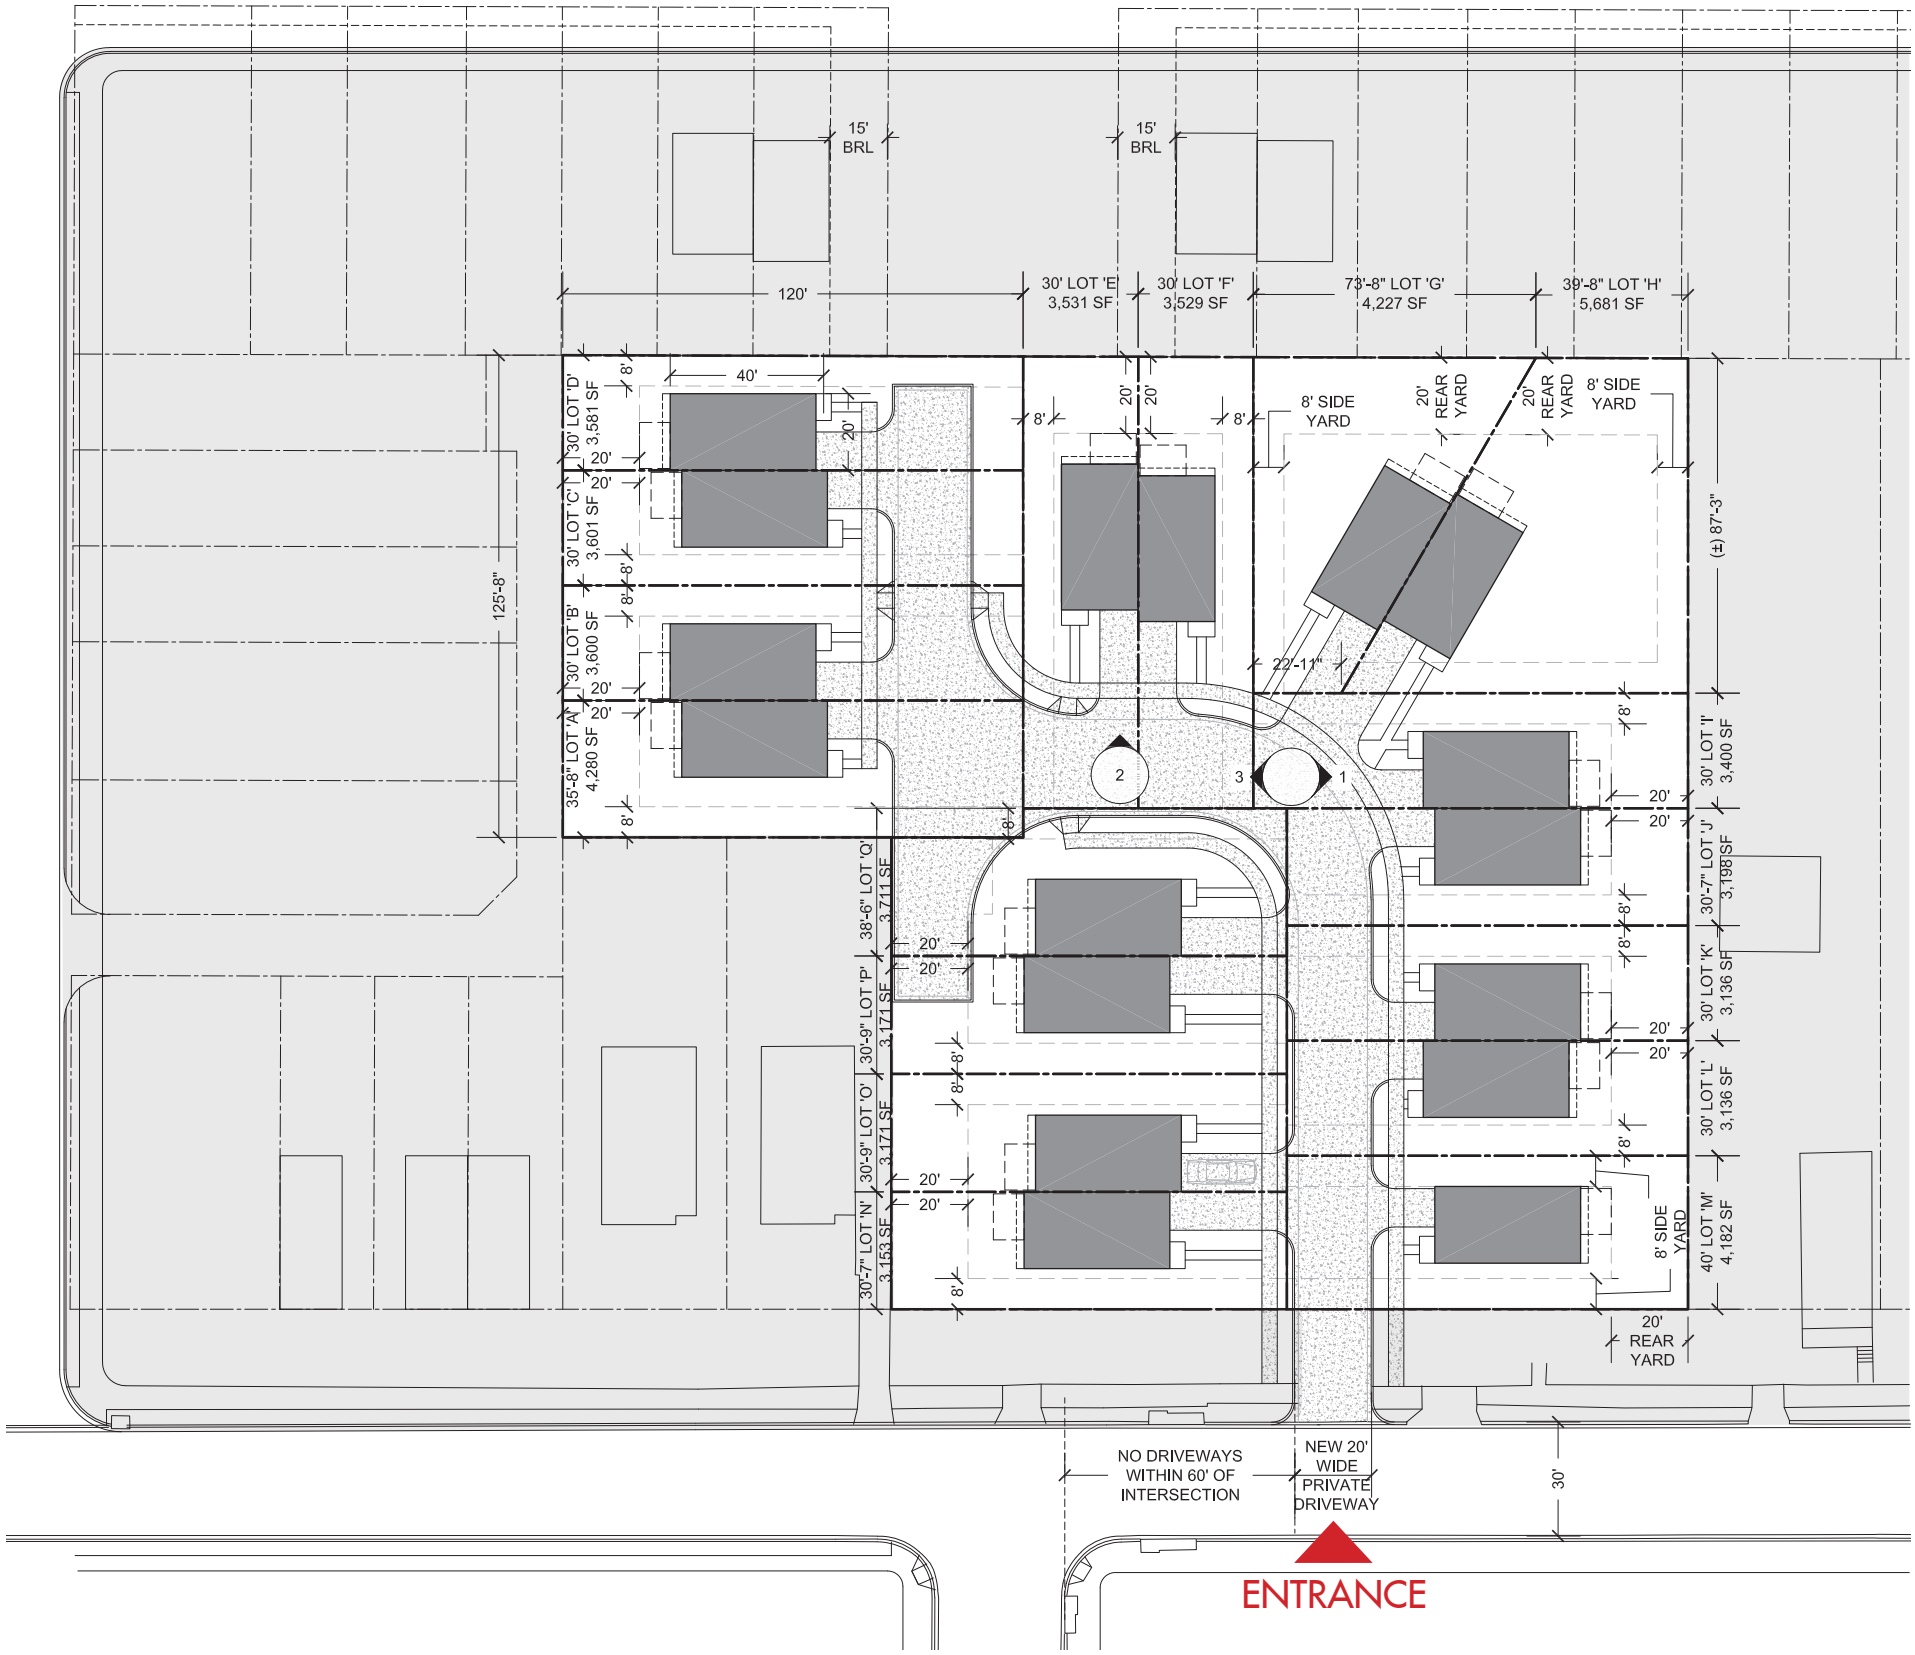 15'
BRL
15'
BRL
120'
30' LOT 'E'
3,531 SF
30' LOT 'F'
3,529 SF
73'-8" LOT 'G'
4,227 SF
39'-8" LOT 'H'
5,681 SF
30' LOT 'D'
3,581 SF
8'
40'
20'
20'
20'
30' LOT 'C'
3,601 SF
8'
8'
125'-8"
30' LOT 'B'
3,600 SF
20'
20'
35'-8" LOT 'A'
4,280 SF
8'
20'
20'
8'
8'
8' SIDE
YARD
20'
REAR
YARD
20'
REAR
YARD
8' SIDE
YARD
(±) 87'-3"
22'-11"
2
3
1
8'
30' LOT 'I'
3,400 SF
20'
20'
30'-7" LOT 'J'
3,198 SF
8'
8'
30' LOT 'K'
3,136 SF
20'
20'
30' LOT 'L'
3,136 SF
8'
8' SIDE
YARD
40' LOT 'M'
4,182 SF
20'
REAR
YARD
8'
38'-6" LOT 'Q'
3,711 SF
20'
20'
30'-9" LOT 'P'
3,171 SF
8'
8'
30'-9" LOT 'O'
3,171 SF
20'
20'
30'-7" LOT 'N'
3,153 SF
8'
NO DRIVEWAYS
WITHIN 60' OF
INTERSECTION
NEW 20'
WIDE
PRIVATE
DRIVEWAY
30'
ENTRANCE